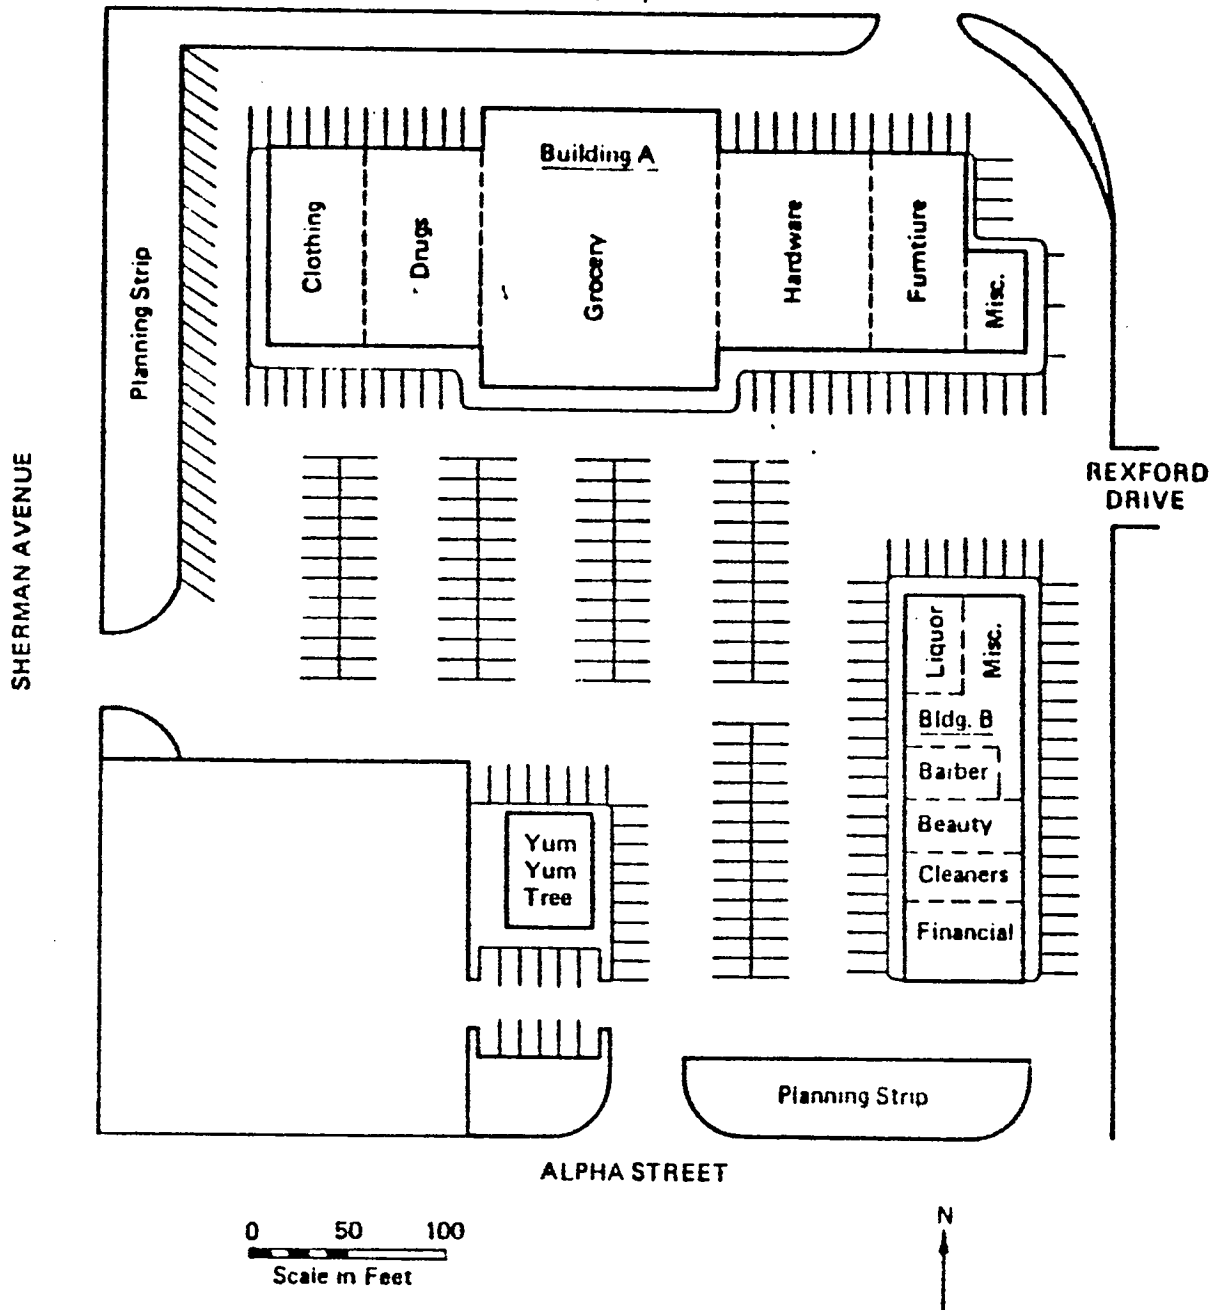 Building A
Clothing
Drugs
Grocery
Hardware
Furntiure
Misc.
Planning Strip
SHERMAN AVENUE
REXFORD
DRIVE
Liquor
Misc.
Bldg. B
Barber
Beauty
Cleaners
Financial
Yum
Yum
Tree
Planning Strip
ALPHA STREET
0 50 100
Scale in Feet
N